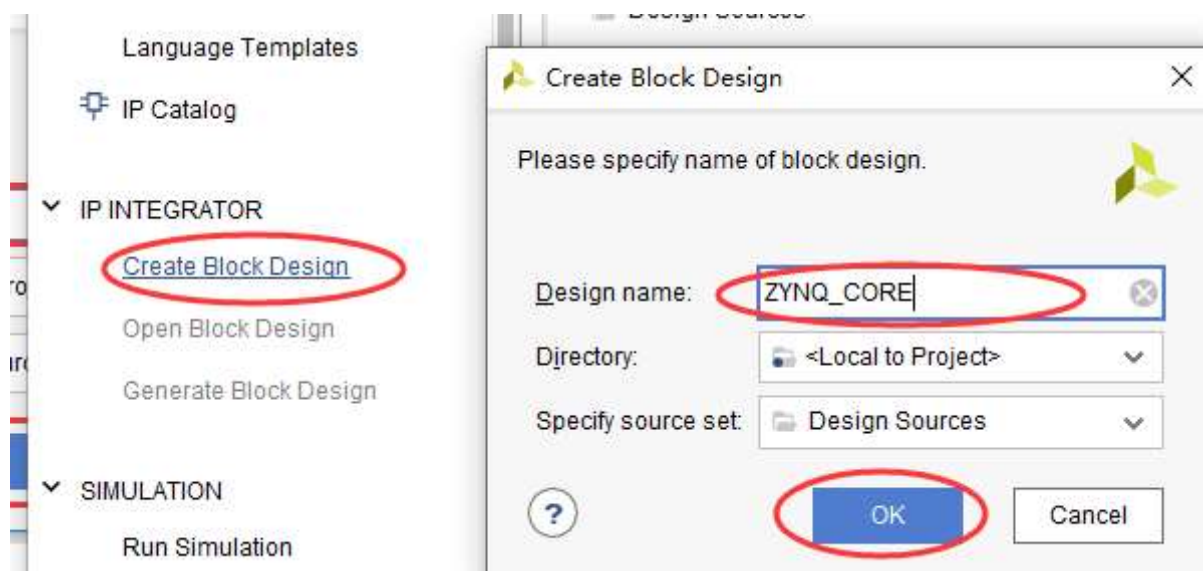 Language Templates
IP Catalog
IP INTEGRATOR
Create Block Design
Open Block Design
Generate Block Design
SIMULATION
Run Simulation
Design Sources
Create Block Design
Please specify name of block design.
Design name: ZYNQ_CORE
Directory: <Local to Project>
Specify source set: Design Sources
? OK Cancel